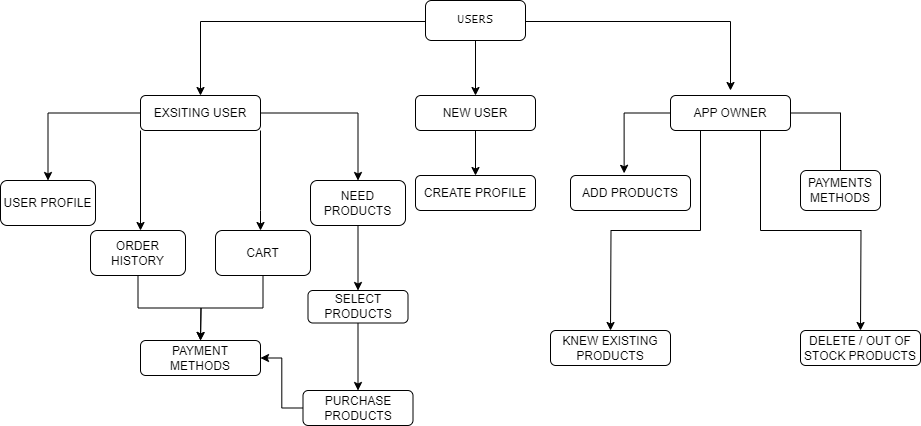 USERS
EXSITING USER
NEW USER
APP OWNER
USER PROFILE
NEED
PRODUCTS
CREATE PROFILE
ADD PRODUCTS
PAYMENTS
METHODS
ORDER
HISTORY
CART
SELECT
PRODUCTS
PAYMENT
METHODS
KNEW EXISTING
PRODUCTS
DELETE / OUT OF
STOCK PRODUCTS
PURCHASE
PRODUCTS